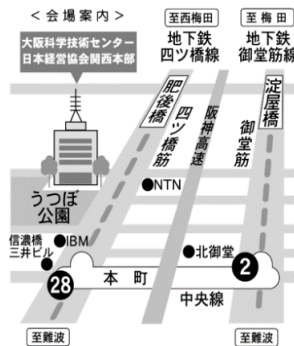 ＜会場案内＞
大阪科学技術センター
日本経営協会関西本部
至西梅田
地下鉄
四ツ橋線
至梅田
地下鉄
御堂筋線
肥後橋
四ツ橋筋
阪神高速
淀屋橋
御堂筋
うつぼ
公園
NTN
信濃橋
三井ビル
IBM
北御堂
28
本町
2
中央線
至難波
至難波